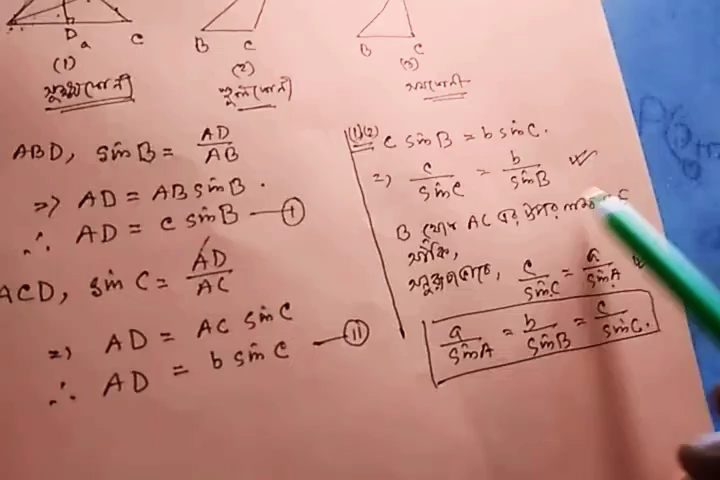 D
a
C
B C
B C
(1)
(2)
(3)
সূক্ষ্মকোণী
স্থূলকোণী
সমকোণী
ABD, sin B = AD/AB
=> AD = AB sin B.
∴ AD = c sin B — (i)
ACD, sin C = AD/AC
=> AD = AC sin C
∴ AD = b sin C — (ii)
(1)(2) c sin B = b sin C.
=> c/sin C = b/sin B
B থেকে AC এর উপর
আঁকি,
অনুরূপভাবে, c/sin C = a/sin A
a/sin A = b/sin B = c/sin C.